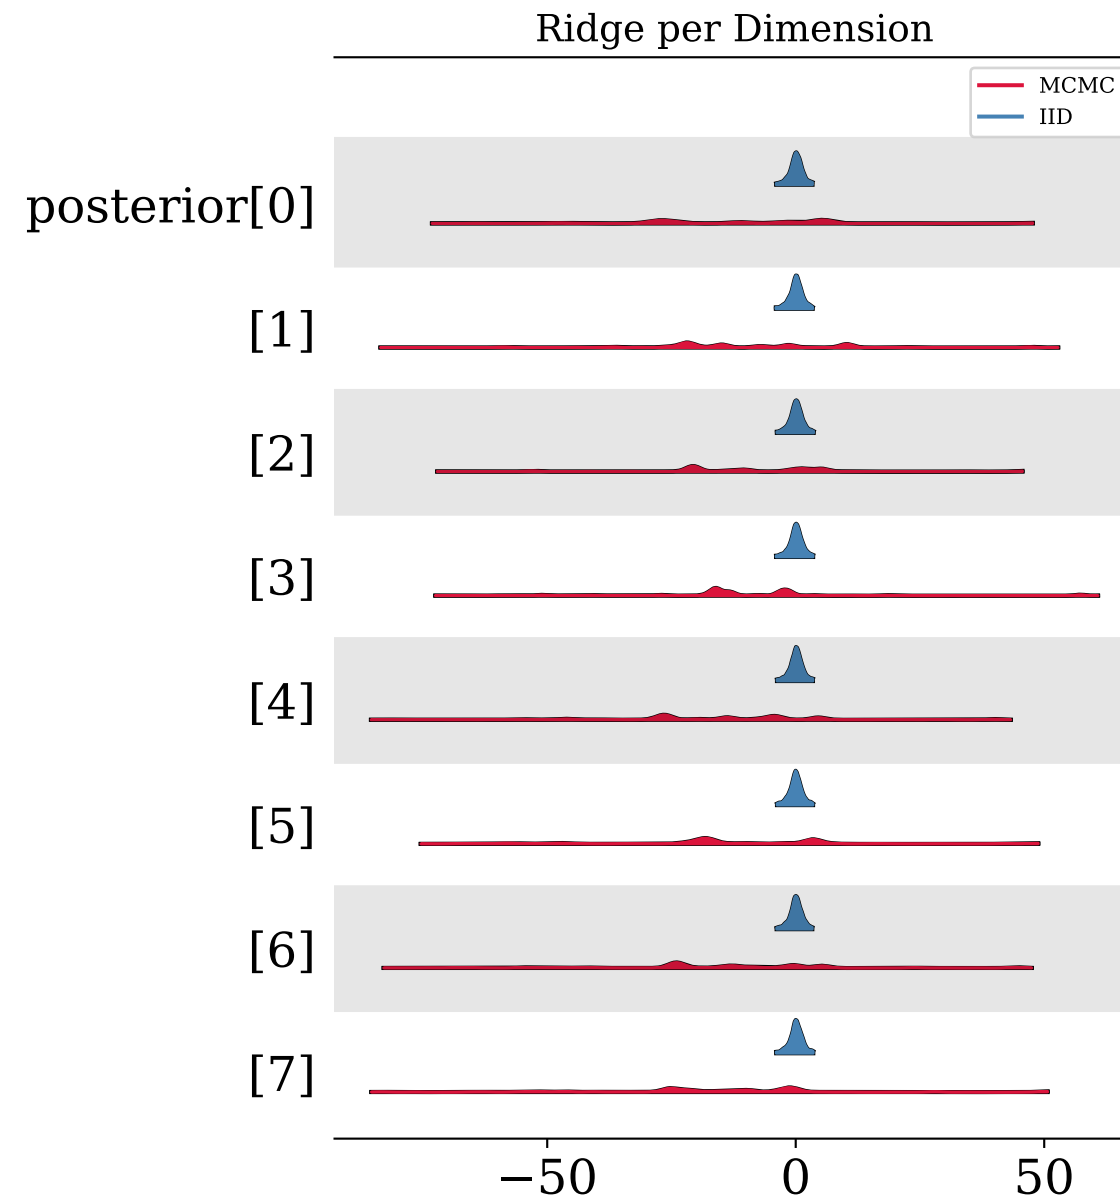 Ridge per Dimension
MCMC
IID
posterior[0]
[1]
[2]
[3]
[4]
[5]
[6]
[7]
−50 0 50